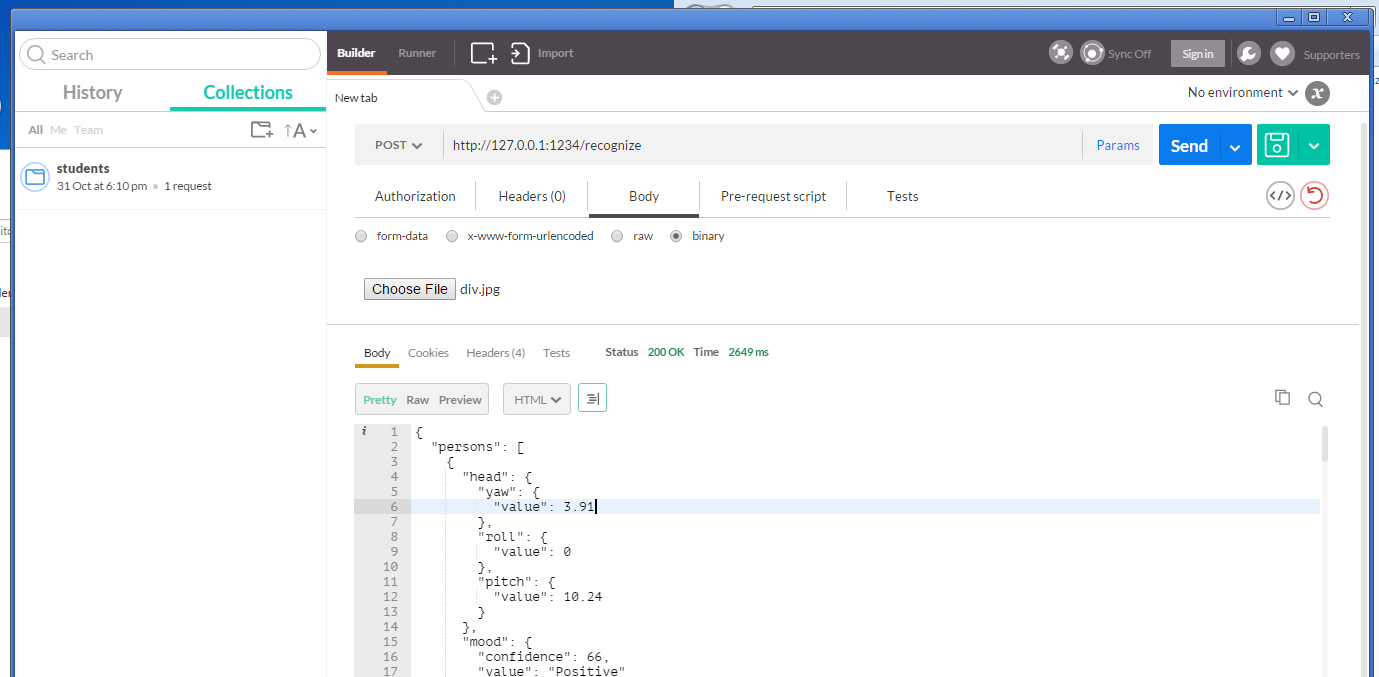 Search
History Collections
All Me Team A
students
31 Oct at 6:10 pm 1 request
Builder Runner Import Sync Off Sign in Supporters
New tab No environment x
POST http://127.0.0.1:1234/recognize Params Send
Authorization Headers (0) Body Pre-request script Tests </>
form-data x-www-form-urlencoded raw binary
Choose File div.jpg
Body Cookies Headers (4) Tests Status 200 OK Time 2649 ms
Pretty Raw Preview HTML
i 1 {
2 "persons": [
3 {
4 "head": {
5 "yaw": {
6 "value": 3.91
7 },
8 "roll": {
9 "value": 0
10 },
11 "pitch": {
12 "value": 10.24
13 }
14 },
15 "mood": {
16 "confidence": 66,
17 "value": "Positive"